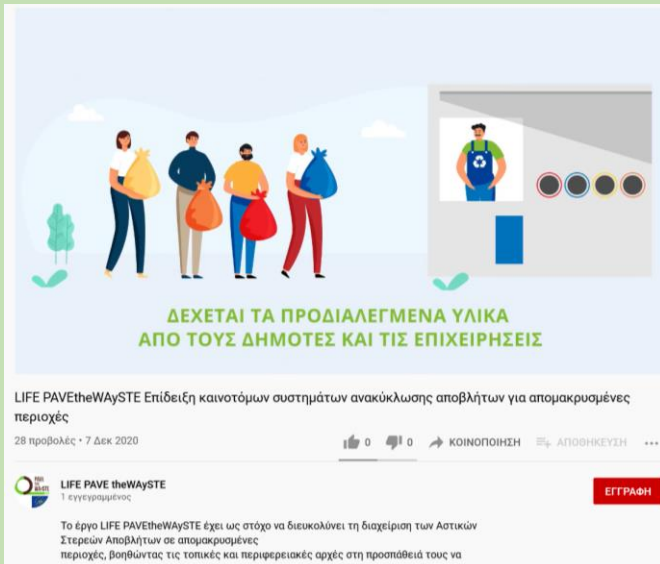 ΔΕΧΕΤΑΙ ΤΑ ΠΡΟΔΙΑΛΕΓΜΕΝΑ ΥΛΙΚΑ
ΑΠΟ ΤΟΥΣ ΔΗΜΟΤΕΣ ΚΑΙ ΤΙΣ ΕΠΙΧΕΙΡΗΣΕΙΣ
LIFE PAVEtheWAySTE Επίδειξη καινοτόμων συστημάτων ανακύκλωσης αποβλήτων για απομακρυσμένες
περιοχές
28 προβολές • 7 Δεκ 2020 0 0 ΚΟΙΝΟΠΟΙΗΣΗ ΑΠΟΘΗΚΕΥΣΗ ...
LIFE PAVE theWAySTE
1 εγγεγραμμένος
ΕΓΓΡΑΦΗ
Το έργο LIFE PAVEtheWAySTE έχει ως στόχο να διευκολύνει τη διαχείριση των Αστικών
Στερεών Αποβλήτων σε απομακρυσμένες
περιοχές, βοηθώντας τις τοπικές και περιφερειακές αρχές στη προσπάθειά τους να